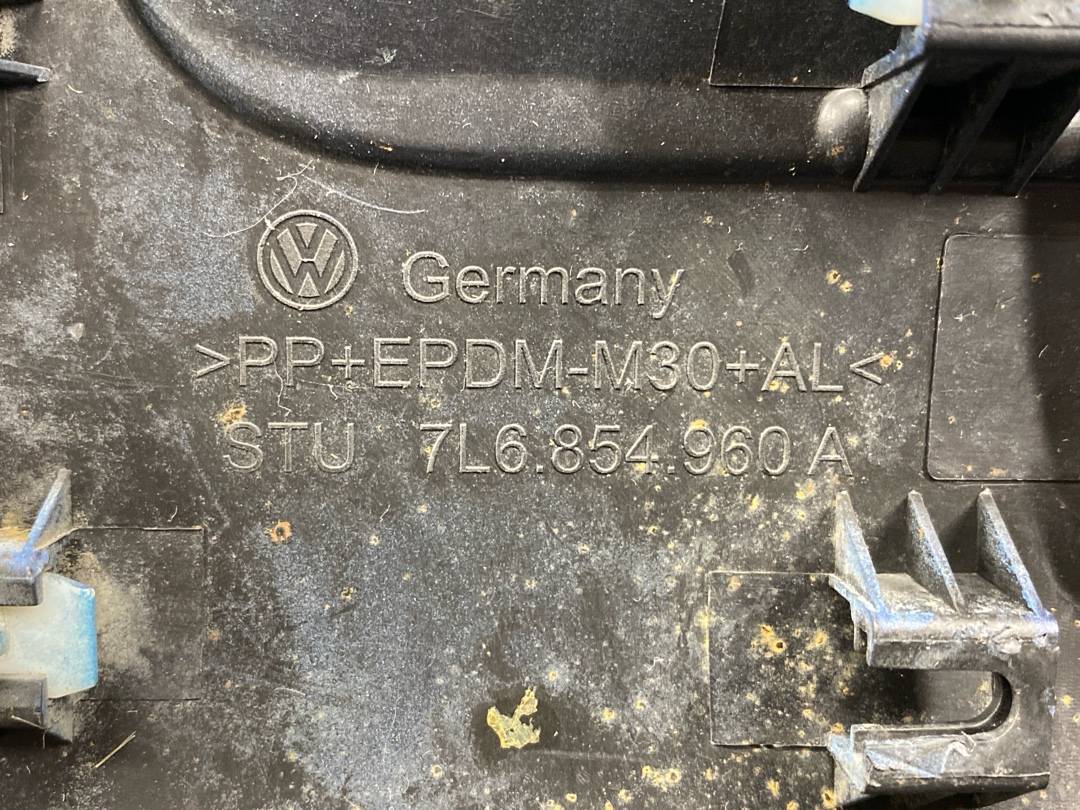 Germany
>PP+EPDM-M30+AL<
STU 7L6.854.960 A